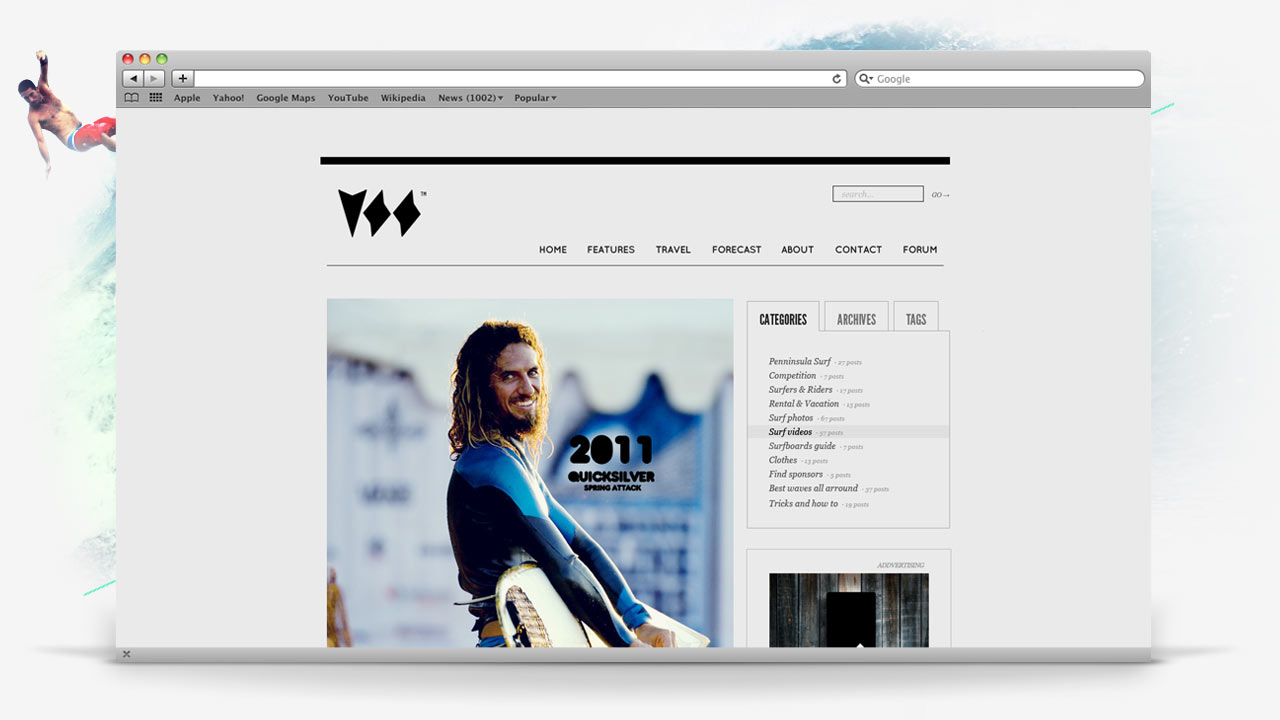 Google
Apple Yahoo! Google Maps YouTube Wikipedia News (1002) Popular
TM
search... GO→
HOME FEATURES TRAVEL FORECAST ABOUT CONTACT FORUM
CATEGORIES ARCHIVES TAGS
Penninsula Surf - 27 posts
Competition - 7 posts
Surfers & Riders - 17 posts
Rental & Vacation - 15 posts
Surf photos - 67 posts
Surf videos - 57 posts
Surfboards guide - 7 posts
Clothes - 13 posts
Find sponsors - 5 posts
Best waves all arround - 37 posts
Tricks and how to - 19 posts
2011
QUICKSILVER
SPRING ATTACK
ADDVERTISING